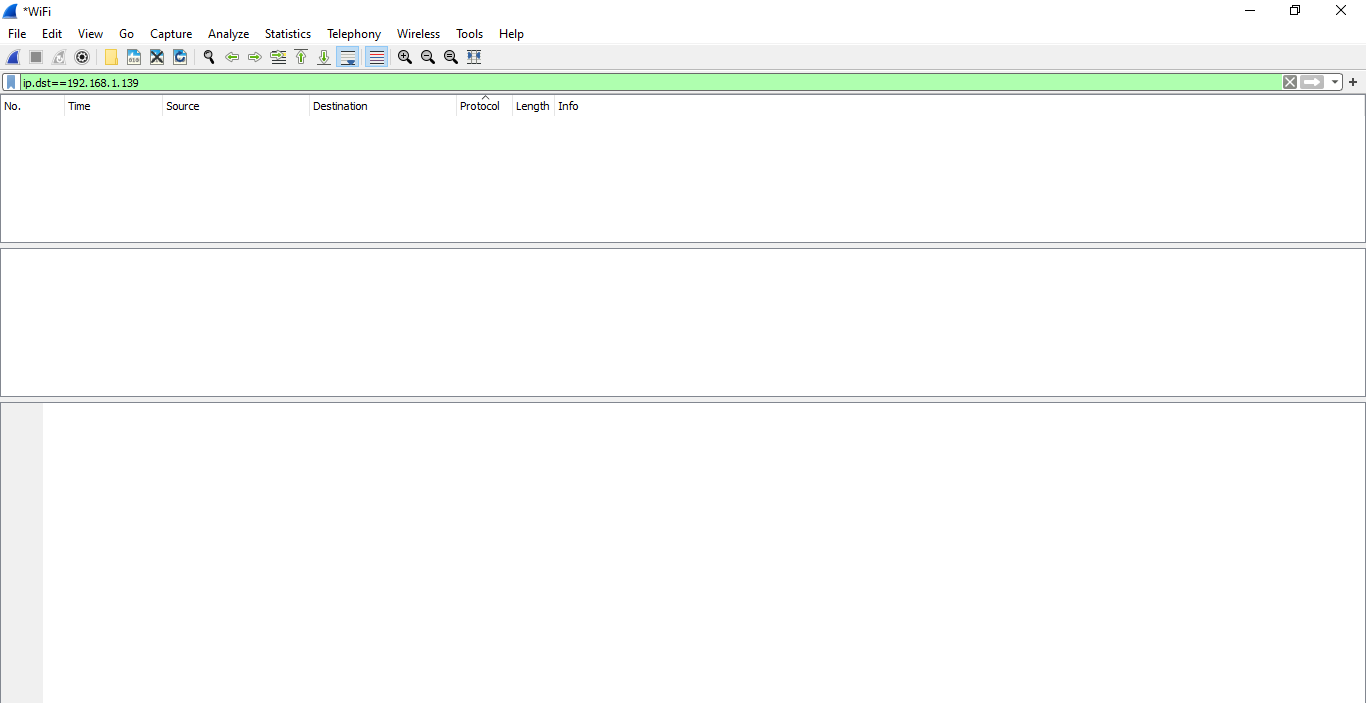 *WiFi
File Edit View Go Capture Analyze Statistics Telephony Wireless Tools Help
ip.dst==192.168.1.139
No. Time Source Destination Protocol Length Info